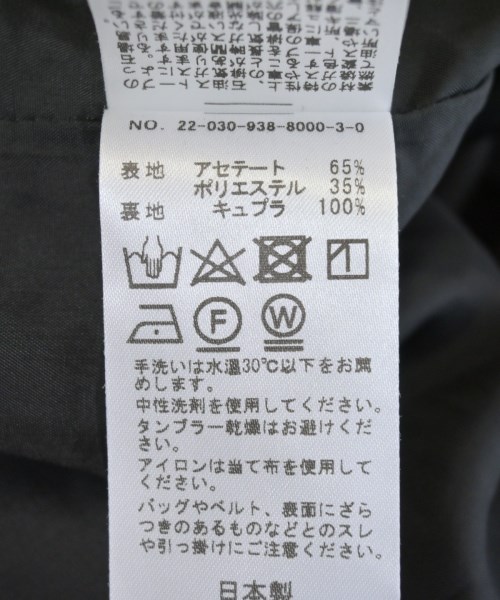 NO. 22-030-938-8000-3-0
表地 アセテート 65%
ポリエステル 35%
裏地 キュプラ 100%
F W
手洗いは水温30℃以下をお薦
めします。
中性洗剤を使用してください。
タンブラー乾燥はお避けくだ
さい。
アイロンは当て布を使用して
ください。
バッグやベルト、表面にざら
つきのあるものなどとのスレ
や引っ掛けにご注意ください。
日本製